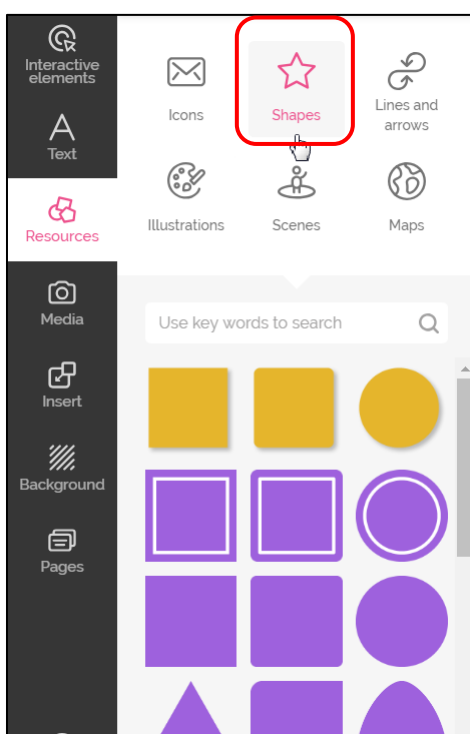 Interactive
elements
Text
Resources
Media
Insert
Background
Pages
Icons
Shapes
Lines and
arrows
Illustrations
Scenes
Maps
Use key words to search